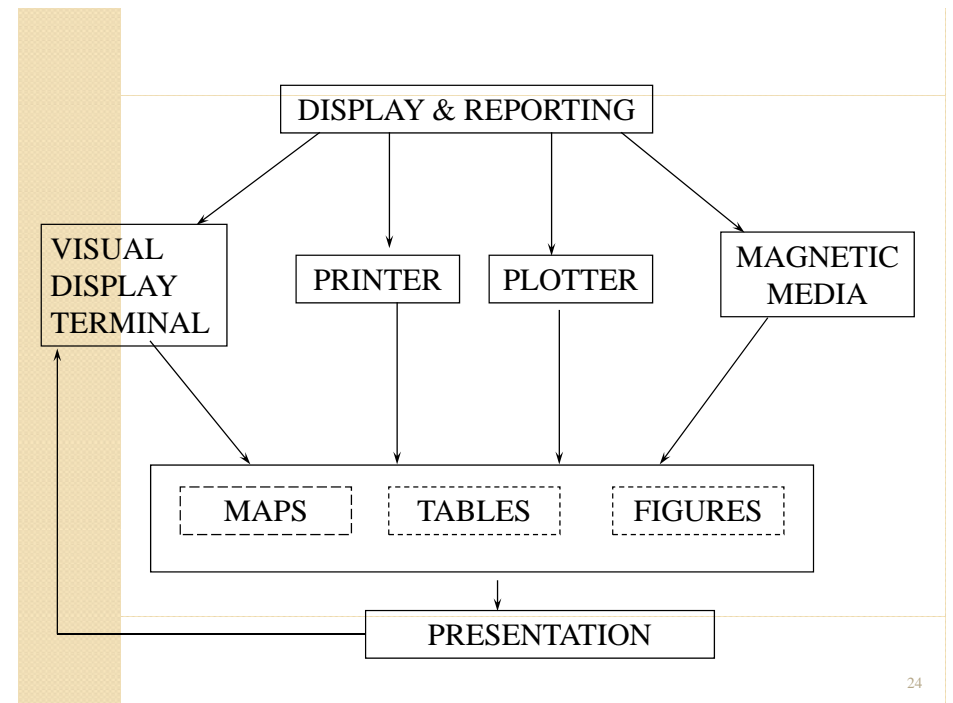 DISPLAY & REPORTING
VISUAL
DISPLAY
TERMINAL
PRINTER
PLOTTER
MAGNETIC
MEDIA
MAPS
TABLES
FIGURES
PRESENTATION
24